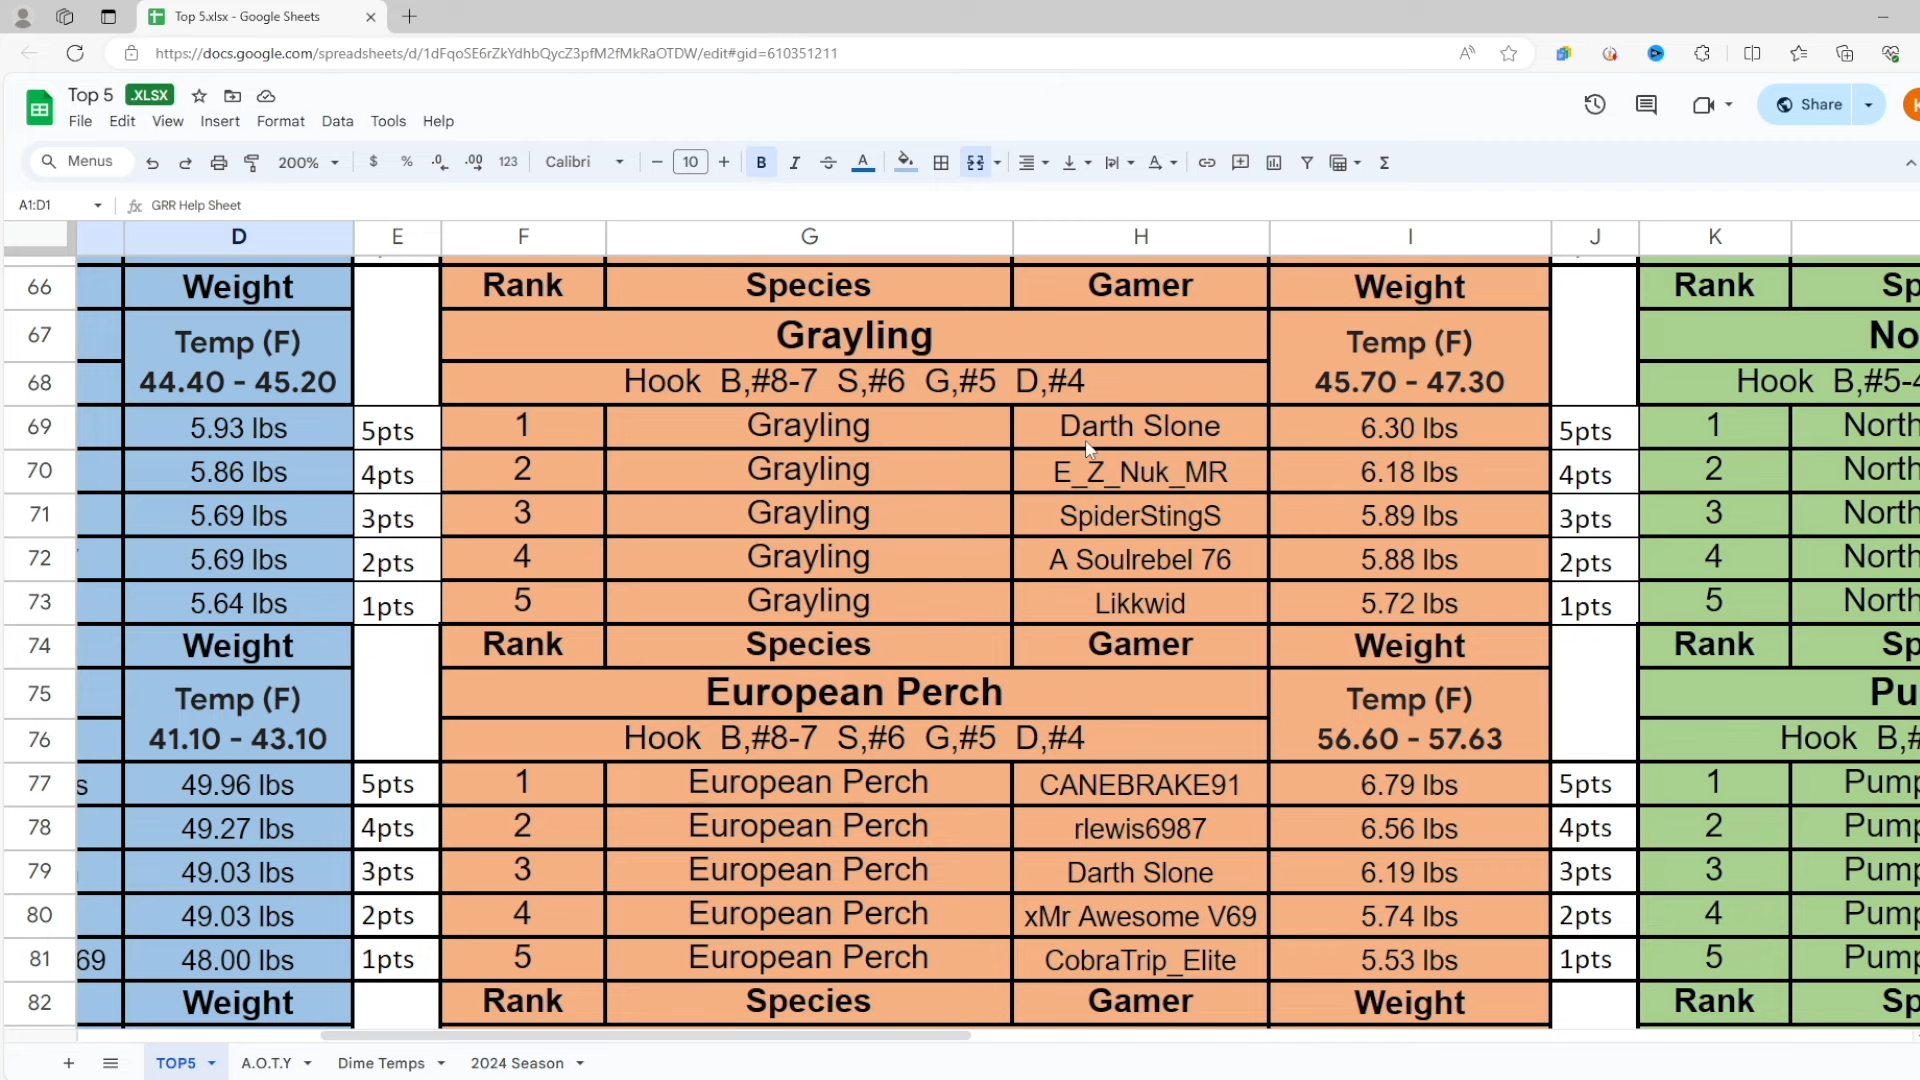 Top 5.xlsx - Google Sheets
https://docs.google.com/spreadsheets/d/1dFqoSE6rZkYdhbQycZ3pfM2fMkRaOTDW/edit#gid=610351211
Top 5 .XLSX
File Edit View Insert Format Data Tools Help
Share
Menus 200% $ % .0 .00 123 Calibri 10 B I A Σ
A1:D1 fx GRR Help Sheet
D E F G H I J K
66 Weight Rank Species Gamer Weight Rank Sp
67 Temp (F) Grayling Temp (F) No
68 44.40 - 45.20 Hook B,#8-7 S,#6 G,#5 D,#4 45.70 - 47.30 Hook B,#5-4
69 5.93 lbs 5pts 1 Grayling Darth Slone 6.30 lbs 5pts 1 North
70 5.86 lbs 4pts 2 Grayling E_Z_Nuk_MR 6.18 lbs 4pts 2 North
71 5.69 lbs 3pts 3 Grayling SpiderStingS 5.89 lbs 3pts 3 North
72 5.69 lbs 2pts 4 Grayling A Soulrebel 76 5.88 lbs 2pts 4 North
73 5.64 lbs 1pts 5 Grayling Likkwid 5.72 lbs 1pts 5 North
74 Weight Rank Species Gamer Weight Rank Sp
75 Temp (F) European Perch Temp (F) Pu
76 41.10 - 43.10 Hook B,#8-7 S,#6 G,#5 D,#4 56.60 - 57.63 Hook B,#
77 s 49.96 lbs 5pts 1 European Perch CANEBRAKE91 6.79 lbs 5pts 1 Pump
78 49.27 lbs 4pts 2 European Perch rlewis6987 6.56 lbs 4pts 2 Pump
79 49.03 lbs 3pts 3 European Perch Darth Slone 6.19 lbs 3pts 3 Pump
80 49.03 lbs 2pts 4 European Perch xMr Awesome V69 5.74 lbs 2pts 4 Pump
81 69 48.00 lbs 1pts 5 European Perch CobraTrip_Elite 5.53 lbs 1pts 5 Pump
82 Weight Rank Species Gamer Weight Rank Sp
TOP5 A.O.T.Y Dime Temps 2024 Season